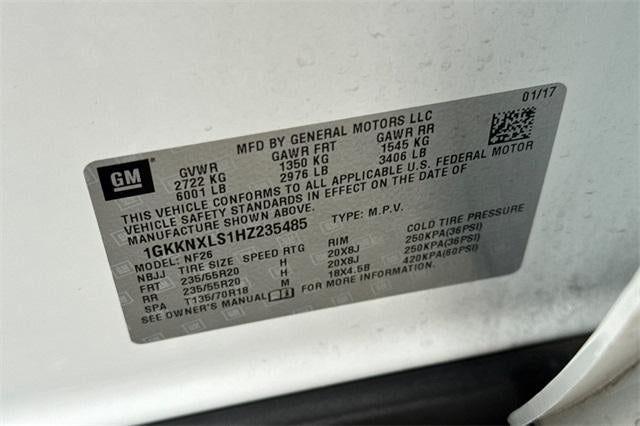 01/17
MFD BY GENERAL MOTORS LLC
GM
GVWR GAWR FRT GAWR RR
2722 KG 1350 KG 1545 KG
6001 LB 2976 LB 3406 LB
THIS VEHICLE CONFORMS TO ALL APPLICABLE U.S. FEDERAL MOTOR
VEHICLE SAFETY STANDARDS IN EFFECT ON THE DATE OF
MANUFACTURE SHOWN ABOVE.
1GKKNXLS1HZ235485 TYPE: M.P.V.
MODEL: NF26
NBJJ TIRE SIZE SPEED RTG RIM COLD TIRE PRESSURE
FRT 235/55R20 H 20X8J 250KPA(36PSI)
RR 235/55R20 H 20X8J 250KPA(36PSI)
SPA T135/70R18 M 18X4.5B 420KPA(60PSI)
SEE OWNER'S MANUAL